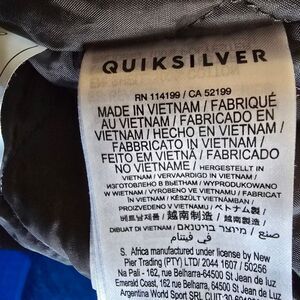 QUIKSILVER
RN 114199 / CA 52199
MADE IN VIETNAM / FABRIQUÉ
AU VIETNAM / FABRICADO EN
VIETNAM / HECHO EN VIETNAM /
FABBRICATO IN VIETNAM /
FEITO EM VIETNÃ / FABRICADO
NO VIETNAME / HERGESTELLT IN
VIETNAM / VERVAARDIGD IN VIETNAM /
ИЗГОТОВЛЕНО В ВЬЕТНАМ / WYPRODUKOWANO
W WIETNAM / VYROBENO VE VIETNAMU / FABRICAT
ÎN VIETNAM / KÉSZÜLT VIETNÁMBAN /
PROIZVEDENO V VIETNAMU / ベトナム製 /
베트남 제조 / 越南制造 / 越南製造 /
DIBUAT DI VIETNAM / מיוצר בוייטנאם / صنع
في فيتنام
S. Africa manufactured under license by New
Pier Trading (PTY) LTD/ 2044 1607 / 50256
Na Pali - 162, rue Belharra-64500 St Jean de luz
Emerald Coast, 162 rue Belharra-64500 St Jean de luz
Argentina World Sport SRL CUIT